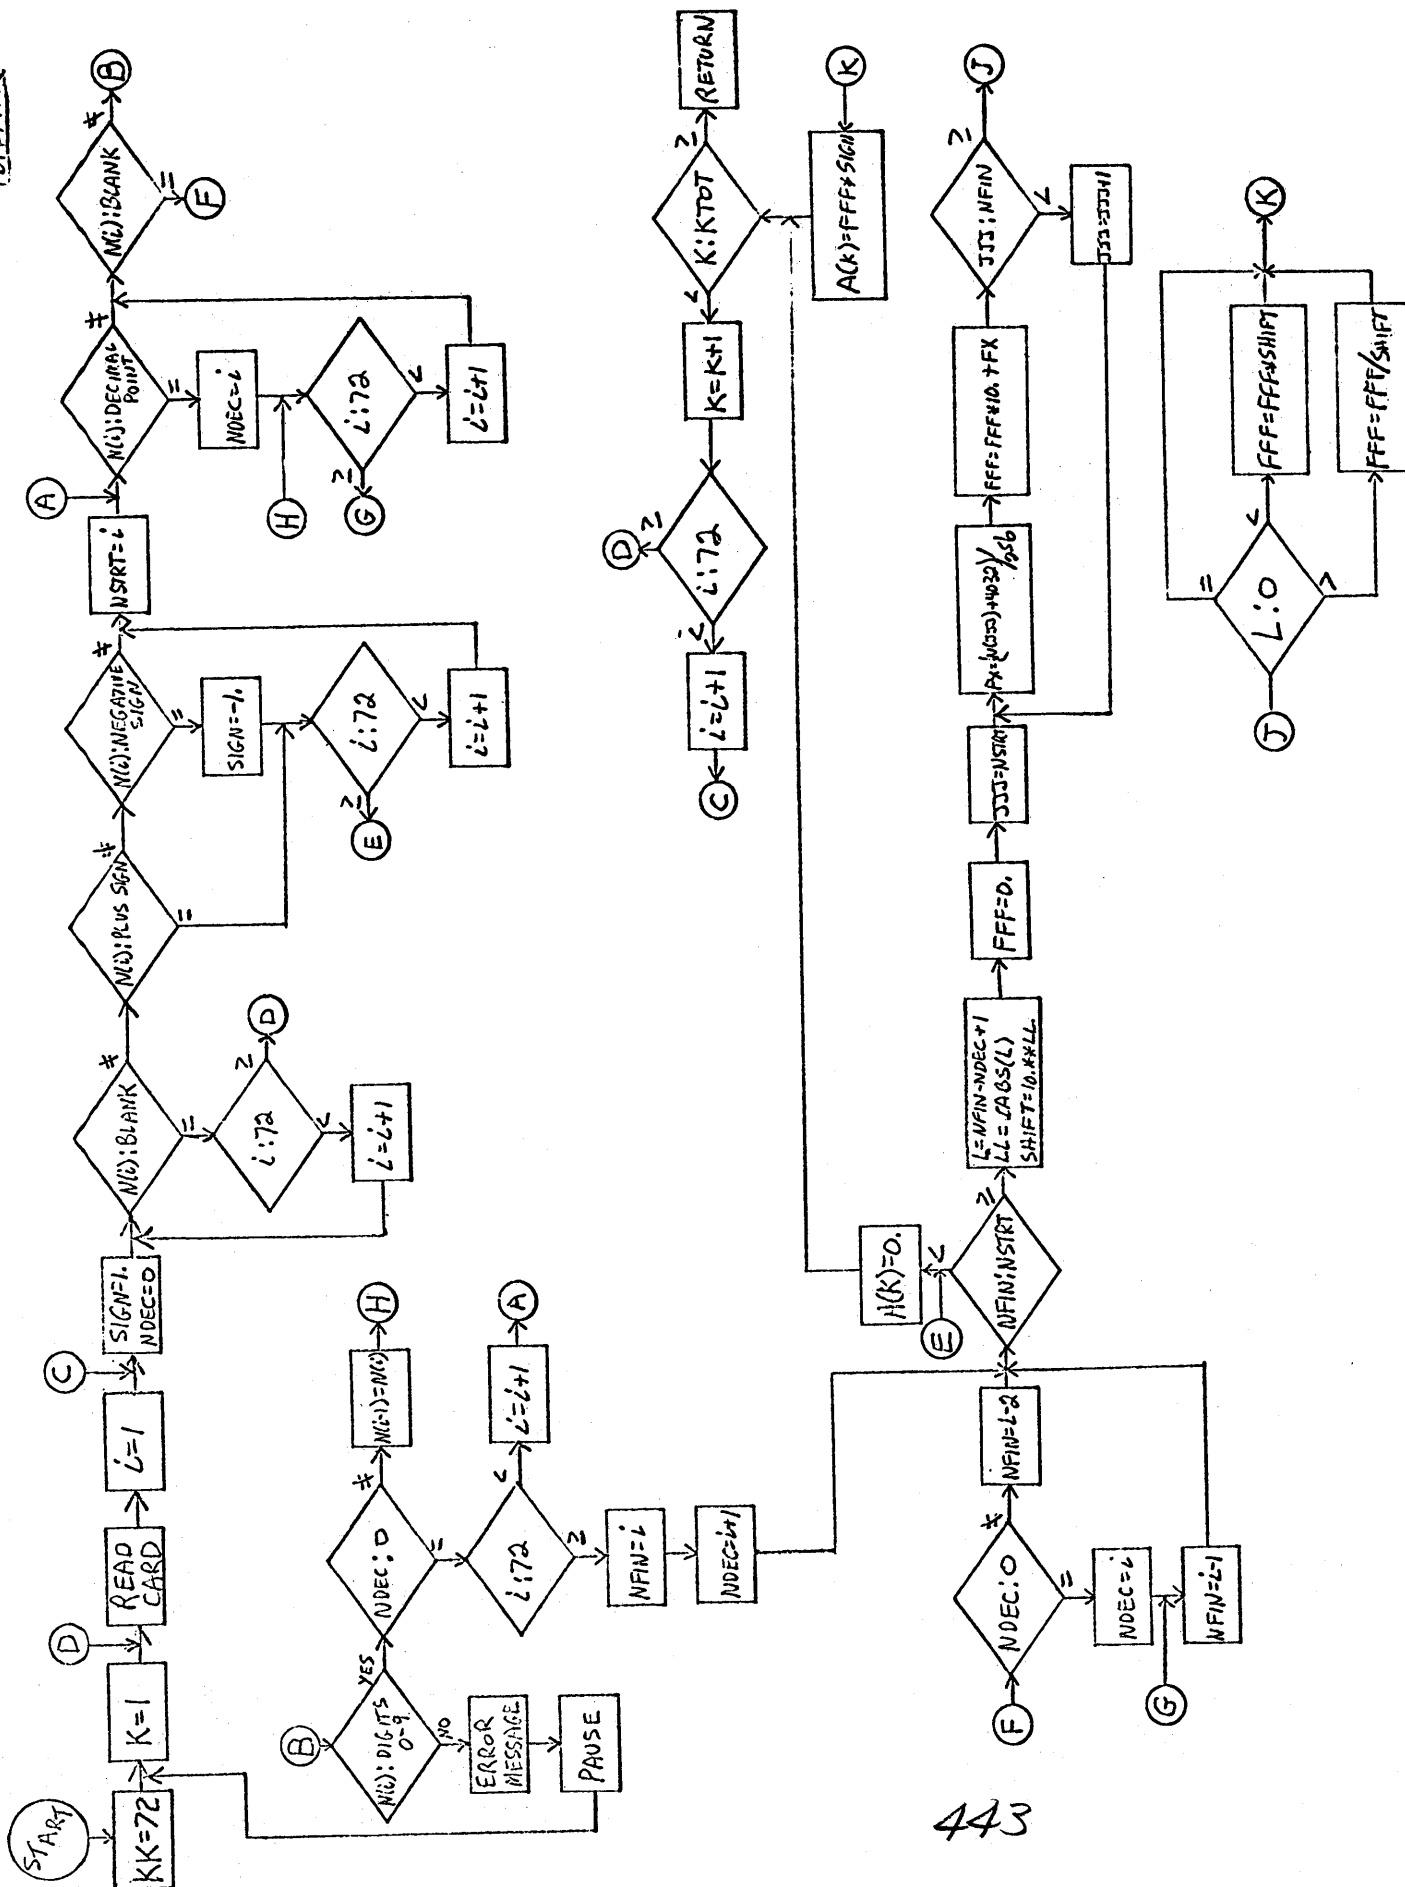 START
KK=72
K=1
D
READ
CARD
i=1
C
SIGN=1.
NDEC=0
N(i):BLANK
≠
=
i:72
≥
D
<
i=i+1
N(i):PLUS SIGN
≠
=
N(i):NEGATIVE
SIGN
≠
=
SIGN=-1.
i:72
≥
E
<
i=i+1
NSTRT=i
A
N(i):DECIMAL
POINT
≠
=
NDEC=i
H
i:72
≥
G
<
i=i+1
N(i):BLANK
≠
B
=
F
B
N(i):DIGITS
0-9
YES
NO
ERROR
MESSAGE
PAUSE
NDEC:0
≠
=
N(i-1)=N(i)
H
i:72
<
i=i+1
A
≥
NFIN=i
NDEC=i+1
C
i=i+1
<
i:72
≥
D
K=K+1
<
K:KTOT
≥
RETURN
A(K)=FFF*SIGN
K
F
NDEC:0
≠
=
NFIN=i-2
NDEC=i
G
NFIN=i-1
NFIN:NSTRT
<
E
A(K)=0.
≥
L=NFIN-NDEC+1
LL=IABS(L)
SHIFT=10.**LL.
FFF=0.
JJJ=NSTRT
FX=(N(JJJ)+4032)/
256
FFF=FFF*10.+FX
JJJ:NFIN
≥
J
<
JJJ=JJJ+1
J
L:0
=
<
FFF=FFF*SHIFT
K
>
FFF=FFF/SHIFT
443